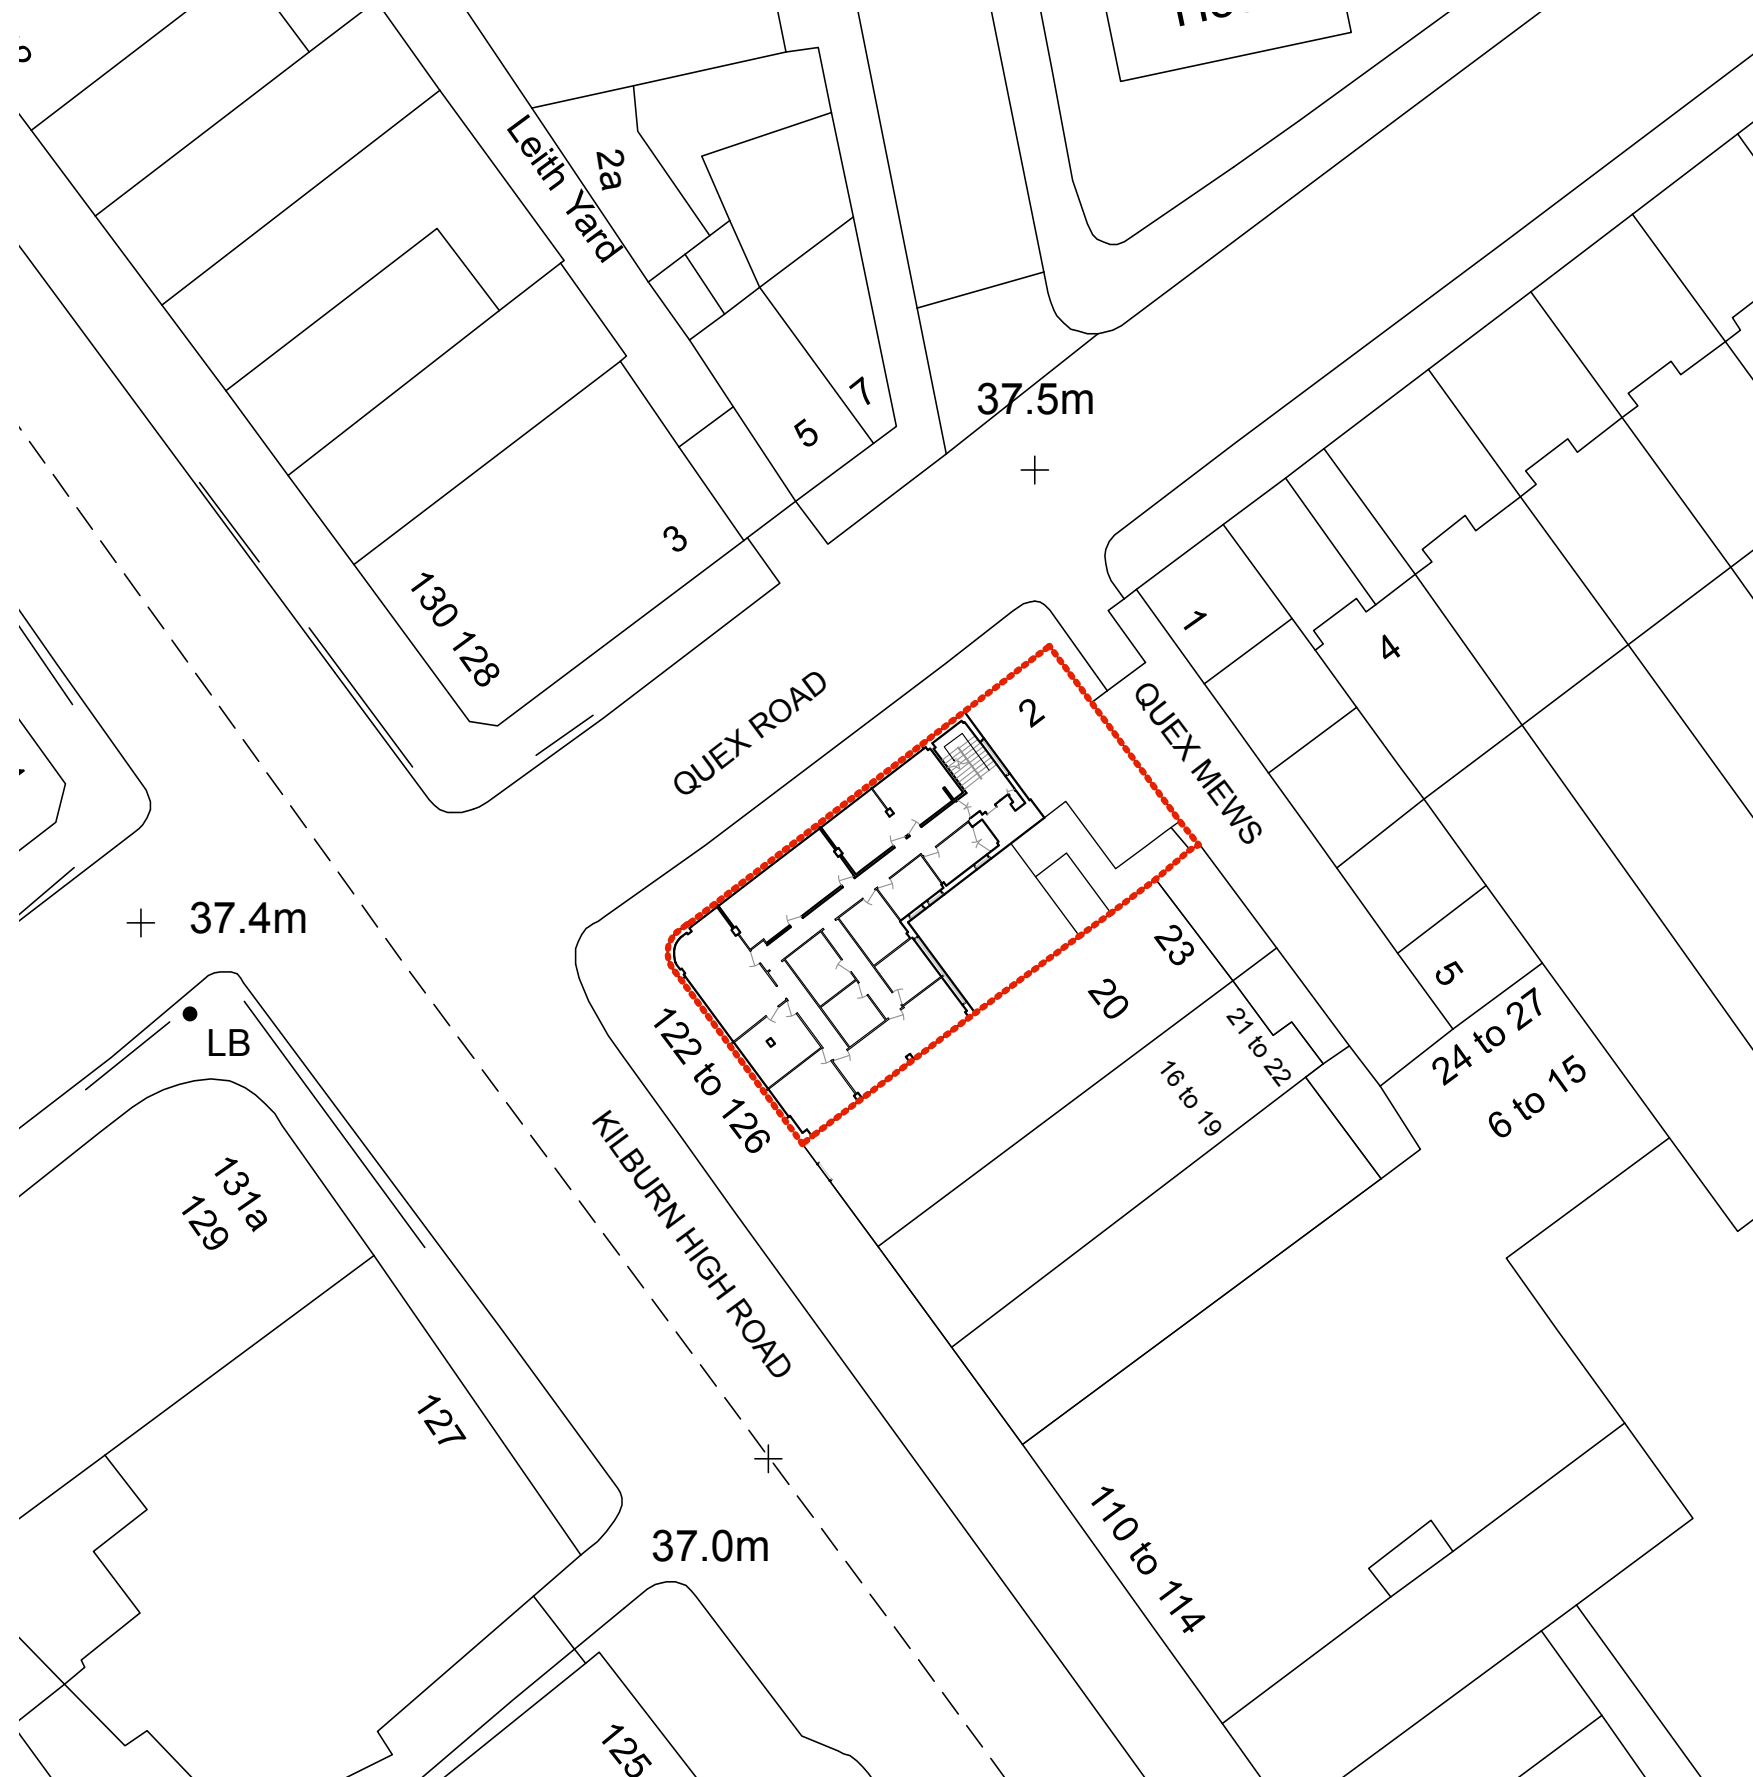 Leith Yard
2a
7
5
37.5m
3
130 128
1
4
QUEX ROAD
2
QUEX MEWS
37.4m
LB
122 to 126
23
20
5
24 to 27
21 to 22
16 to 19
6 to 15
KILBURN HIGH ROAD
131a
129
127
37.0m
110 to 114
125